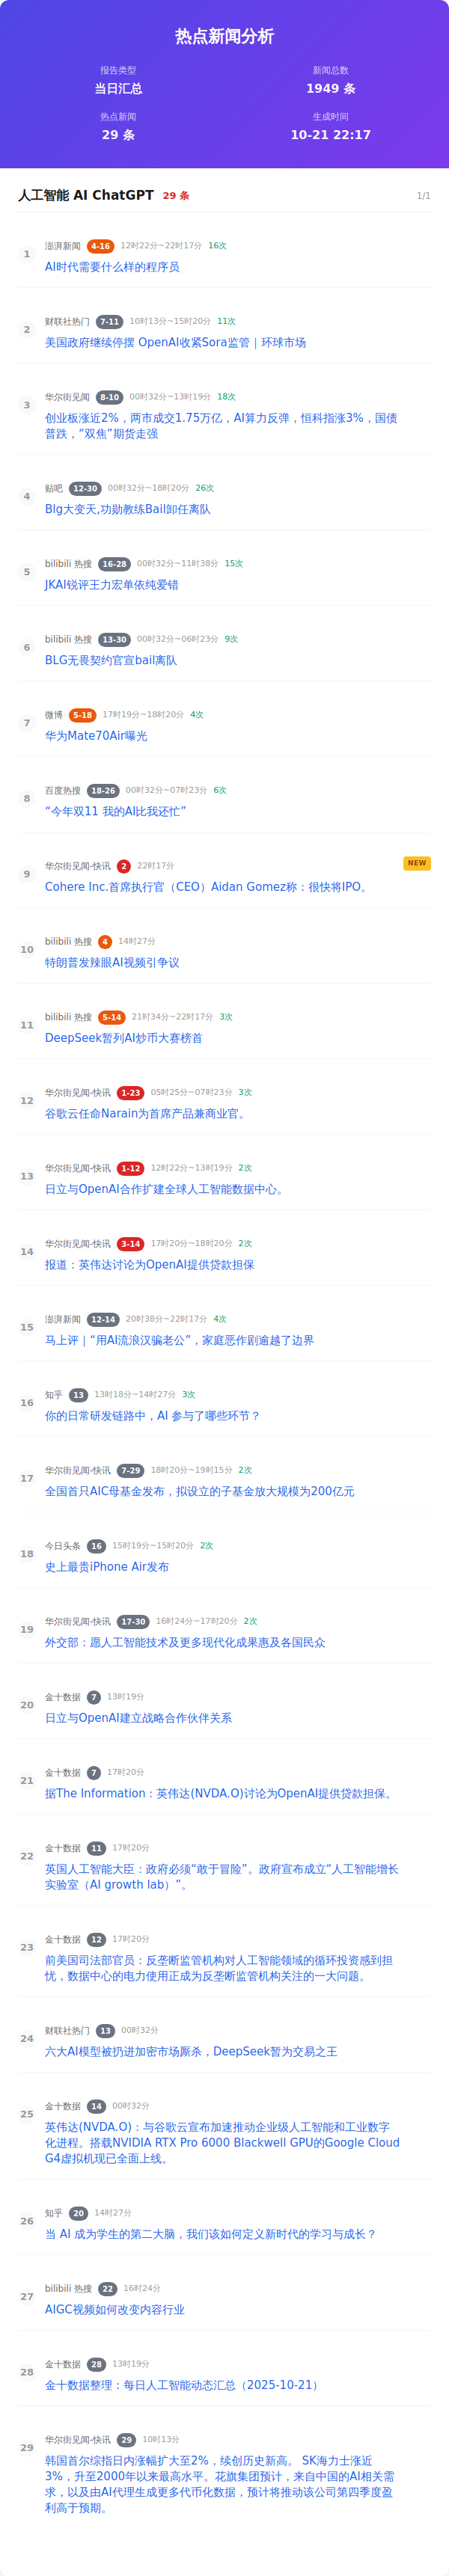 热点新闻分析
报告类型
当日汇总
新闻总数
1949 条
热点新闻
29 条
生成时间
10-21 22:17
人工智能 AI ChatGPT 29 条 1/1
1
澎湃新闻 4-16 12时22分~22时17分 16次
AI时代需要什么样的程序员
2
财联社热门 7-11 10时13分~15时20分 11次
美国政府继续停摆 OpenAI收紧Sora监管｜环球市场
3
华尔街见闻 8-10 00时32分~13时19分 18次
创业板涨近2%，两市成交1.75万亿，AI算力反弹，恒科指涨3%，国债
普跌，“双焦”期货走强
4
贴吧 12-30 00时32分~18时20分 26次
Blg大变天,功勋教练Bail卸任离队
5
bilibili 热搜 16-28 00时32分~11时38分 15次
JKAI锐评王力宏单依纯爱错
6
bilibili 热搜 13-30 00时32分~06时23分 9次
BLG无畏契约官宣bail离队
7
微博 5-18 17时19分~18时20分 4次
华为Mate70Air曝光
8
百度热搜 18-26 00时32分~07时23分 6次
“今年双11 我的AI比我还忙”
9
华尔街见闻-快讯 2 22时17分
NEW
Cohere Inc.首席执行官（CEO）Aidan Gomez称：很快将IPO。
10
bilibili 热搜 4 14时27分
特朗普发辣眼AI视频引争议
11
bilibili 热搜 5-14 21时34分~22时17分 3次
DeepSeek暂列AI炒币大赛榜首
12
华尔街见闻-快讯 1-23 05时25分~07时23分 3次
谷歌云任命Narain为首席产品兼商业官。
13
华尔街见闻-快讯 1-12 12时22分~13时19分 2次
日立与OpenAI合作扩建全球人工智能数据中心。
14
华尔街见闻-快讯 3-14 17时20分~18时20分 2次
报道：英伟达讨论为OpenAI提供贷款担保
15
澎湃新闻 12-14 20时38分~22时17分 4次
马上评｜“用AI流浪汉骗老公”，家庭恶作剧逾越了边界
16
知乎 13 13时18分~14时27分 3次
你的日常研发链路中，AI 参与了哪些环节？
17
华尔街见闻-快讯 7-29 18时20分~19时15分 2次
全国首只AIC母基金发布，拟设立的子基金放大规模为200亿元
18
今日头条 16 15时19分~15时20分 2次
史上最贵iPhone Air发布
19
华尔街见闻-快讯 17-30 16时24分~17时20分 2次
外交部：愿人工智能技术及更多现代化成果惠及各国民众
20
金十数据 7 13时19分
日立与OpenAI建立战略合作伙伴关系
21
金十数据 7 17时20分
据The Information：英伟达(NVDA.O)讨论为OpenAI提供贷款担保。
22
金十数据 11 17时20分
英国人工智能大臣：政府必须“敢于冒险”。政府宣布成立“人工智能增长
实验室（AI growth lab）”。
23
金十数据 12 17时20分
前美国司法部官员：反垄断监管机构对人工智能领域的循环投资感到担
忧，数据中心的电力使用正成为反垄断监管机构关注的一大问题。
24
财联社热门 13 00时32分
六大AI模型被扔进加密市场厮杀，DeepSeek暂为交易之王
25
金十数据 14 00时32分
英伟达(NVDA.O)：与谷歌云宣布加速推动企业级人工智能和工业数字
化进程。搭载NVIDIA RTX Pro 6000 Blackwell GPU的Google Cloud
G4虚拟机现已全面上线。
26
知乎 20 14时27分
当 AI 成为学生的第二大脑，我们该如何定义新时代的学习与成长？
27
bilibili 热搜 22 16时24分
AIGC视频如何改变内容行业
28
金十数据 28 13时19分
金十数据整理：每日人工智能动态汇总（2025-10-21）
29
华尔街见闻-快讯 29 10时13分
韩国首尔综指日内涨幅扩大至2%，续创历史新高。 SK海力士涨近
3%，升至2000年以来最高水平。花旗集团预计，来自中国的AI相关需
求，以及由AI代理生成更多代币化数据，预计将推动该公司第四季度盈
利高于预期。